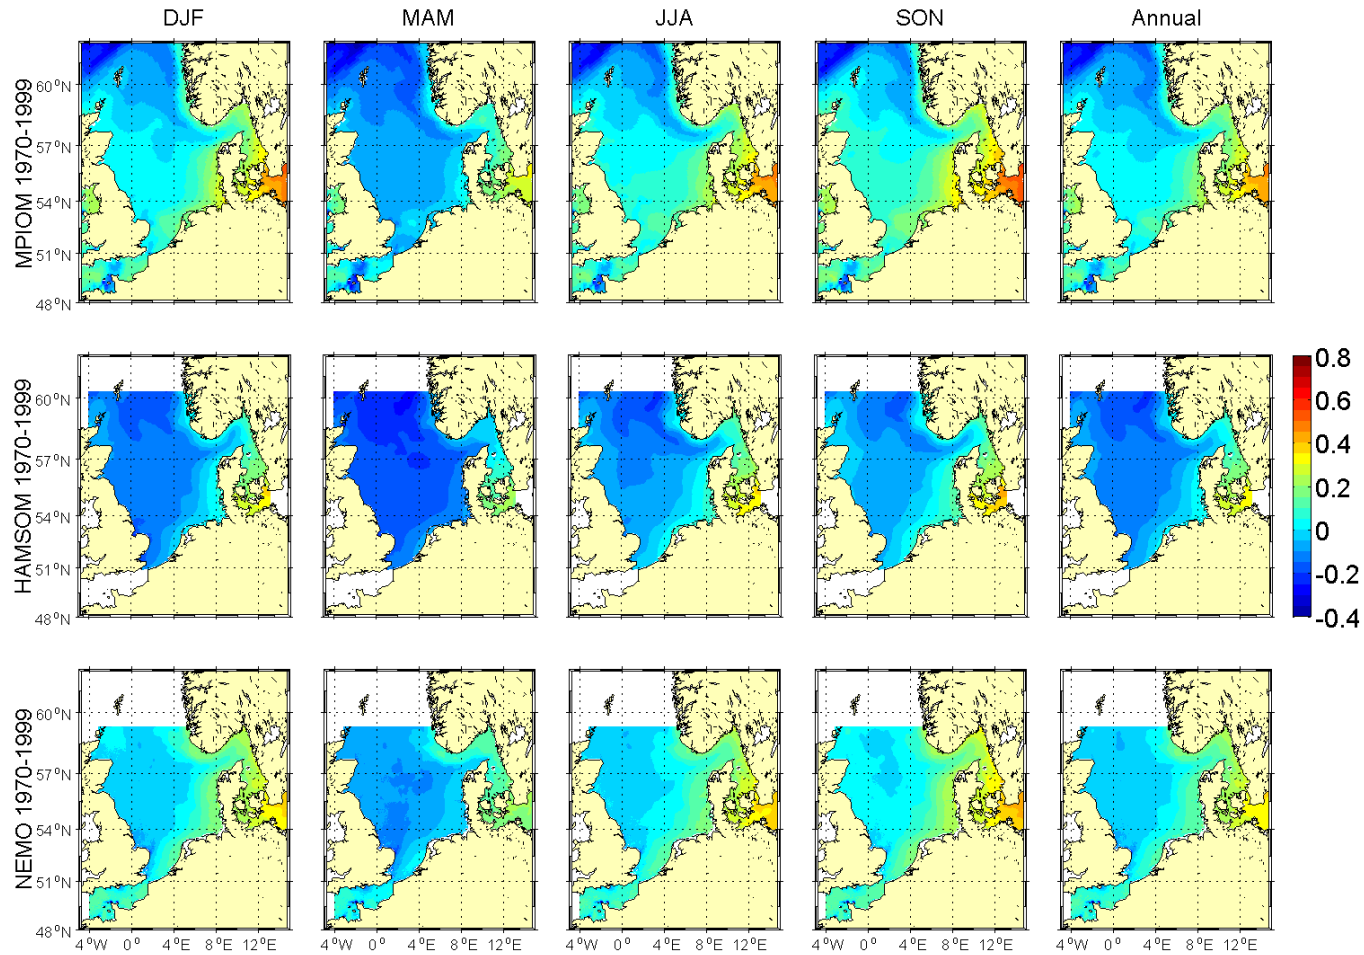 DJF MAM JJA SON Annual
MPIOM 1970-1999
60°N
57°N
54°N
51°N
48°N
HAMSOM 1970-1999
60°N
57°N
54°N
51°N
48°N
0.8
0.6
0.4
0.2
0
-0.2
-0.4
NEMO 1970-1999
60°N
57°N
54°N
51°N
48°N
4°W 0° 4°E 8°E 12°E 4°W 0° 4°E 8°E 12°E 4°W 0° 4°E 8°E 12°E 4°W 0° 4°E 8°E 12°E 4°W 0° 4°E 8°E 12°E